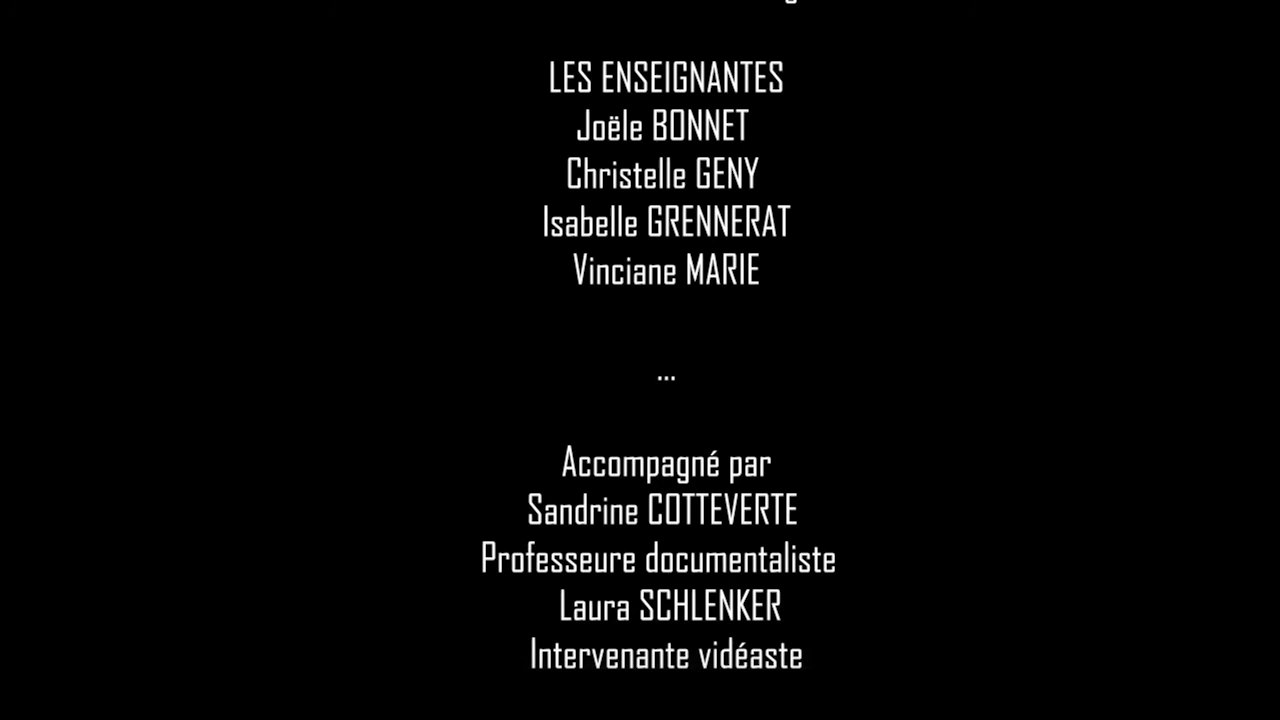 LES ENSEIGNANTES
Joële BONNET
Christelle GENY
Isabelle GRENNERAT
Vinciane MARIE
...
Accompagné par
Sandrine COTTEVERTE
Professeure documentaliste
Laura SCHLENKER
Intervenante vidéaste